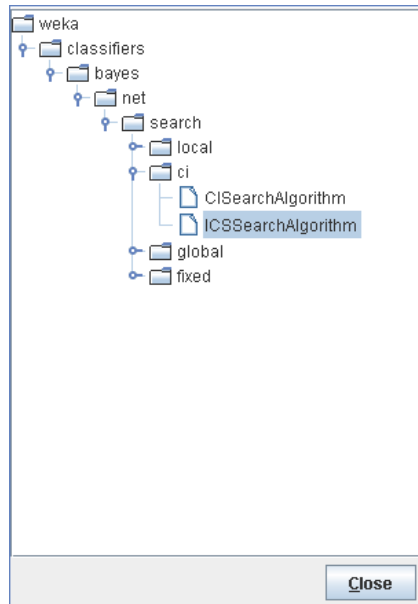 weka
classifiers
bayes
net
search
local
ci
CISearchAlgorithm
ICSSearchAlgorithm
global
fixed
Close